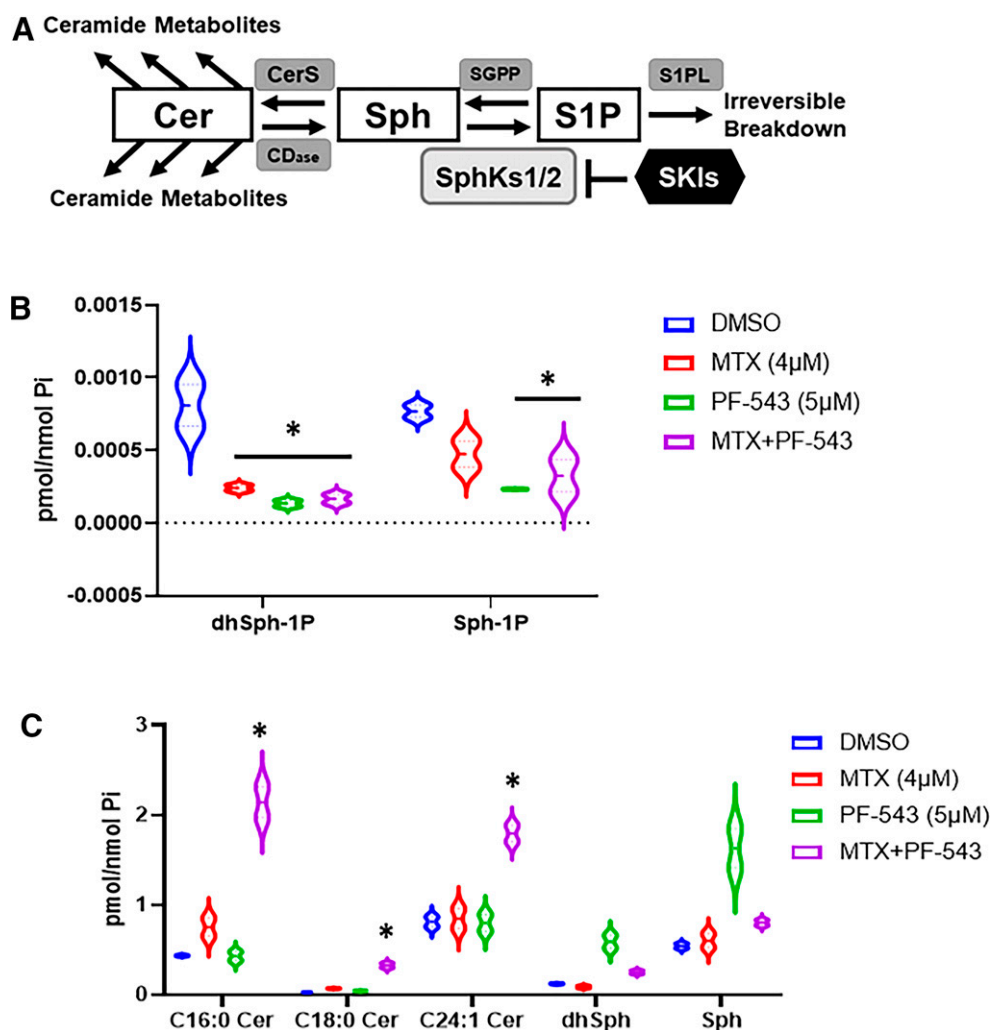 A
Ceramide Metabolites
CerS
SGPP
S1PL
Cer
Sph
S1P
Irreversible
Breakdown
CDase
SphKs1/2
SKIs
Ceramide Metabolites
B
0.0015
0.0010
0.0005
0.0000
-0.0005
pmol/nmol Pi
*
*
dhSph-1P
Sph-1P
DMSO
MTX (4µM)
PF-543 (5µM)
MTX+PF-543
C
3
2
1
0
pmol/nmol Pi
*
*
*
C16:0 Cer
C18:0 Cer
C24:1 Cer
dhSph
Sph
DMSO
MTX (4µM)
PF-543 (5µM)
MTX+PF-543